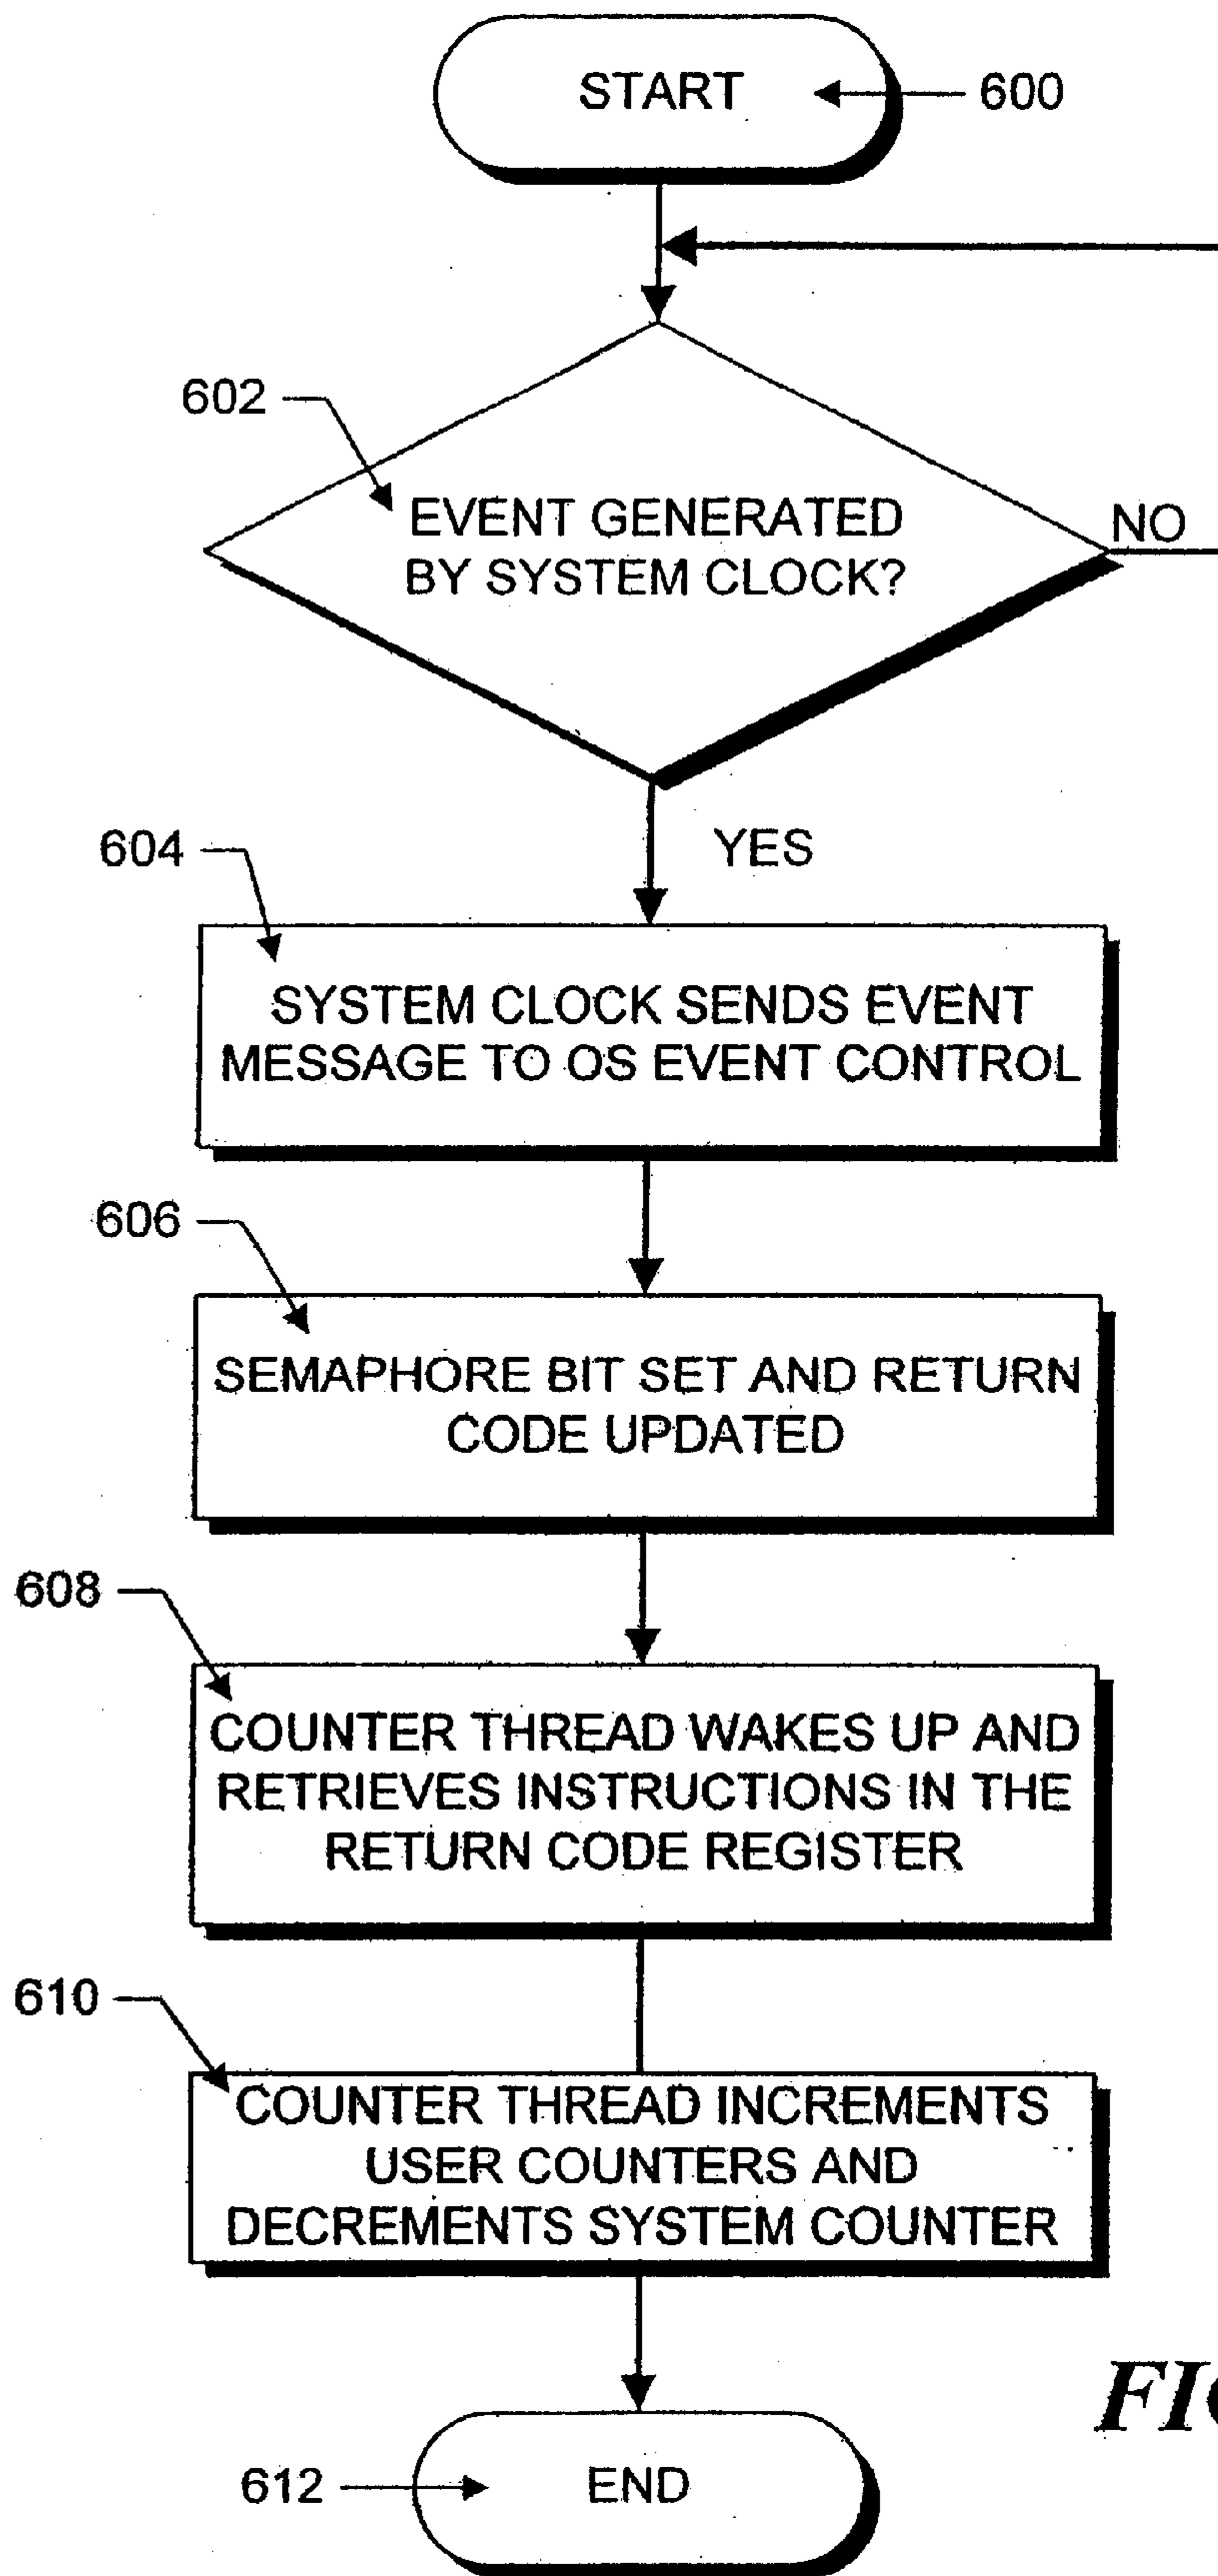 START
600
602
EVENT GENERATED
BY SYSTEM CLOCK?
NO
604
YES
SYSTEM CLOCK SENDS EVENT
MESSAGE TO OS EVENT CONTROL
606
SEMAPHORE BIT SET AND RETURN
CODE UPDATED
608
COUNTER THREAD WAKES UP AND
RETRIEVES INSTRUCTIONS IN THE
RETURN CODE REGISTER
610
COUNTER THREAD INCREMENTS
USER COUNTERS AND
DECREMENTS SYSTEM COUNTER
612
END